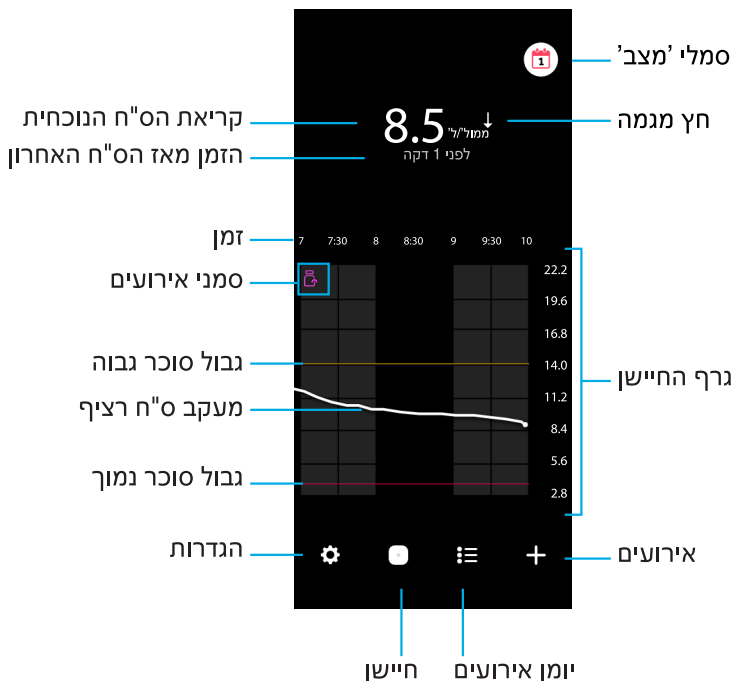 סמלי 'מצב'
1
קריאת הס"ח הנוכחית
8.5
ממול'/ל'
חץ מגמה
הזמן מאז הס"ח האחרון
לפני 1 דקה
זמן
7 7:30 8 8:30 9 9:30 10
סמני אירועים
22.2
19.6
16.8
גבול סוכר גבוה
14.0
גרף החיישן
11.2
מעקב ס"ח רציף
8.4
5.6
גבול סוכר נמוך
2.8
הגדרות
אירועים
חיישן
יומן אירועים